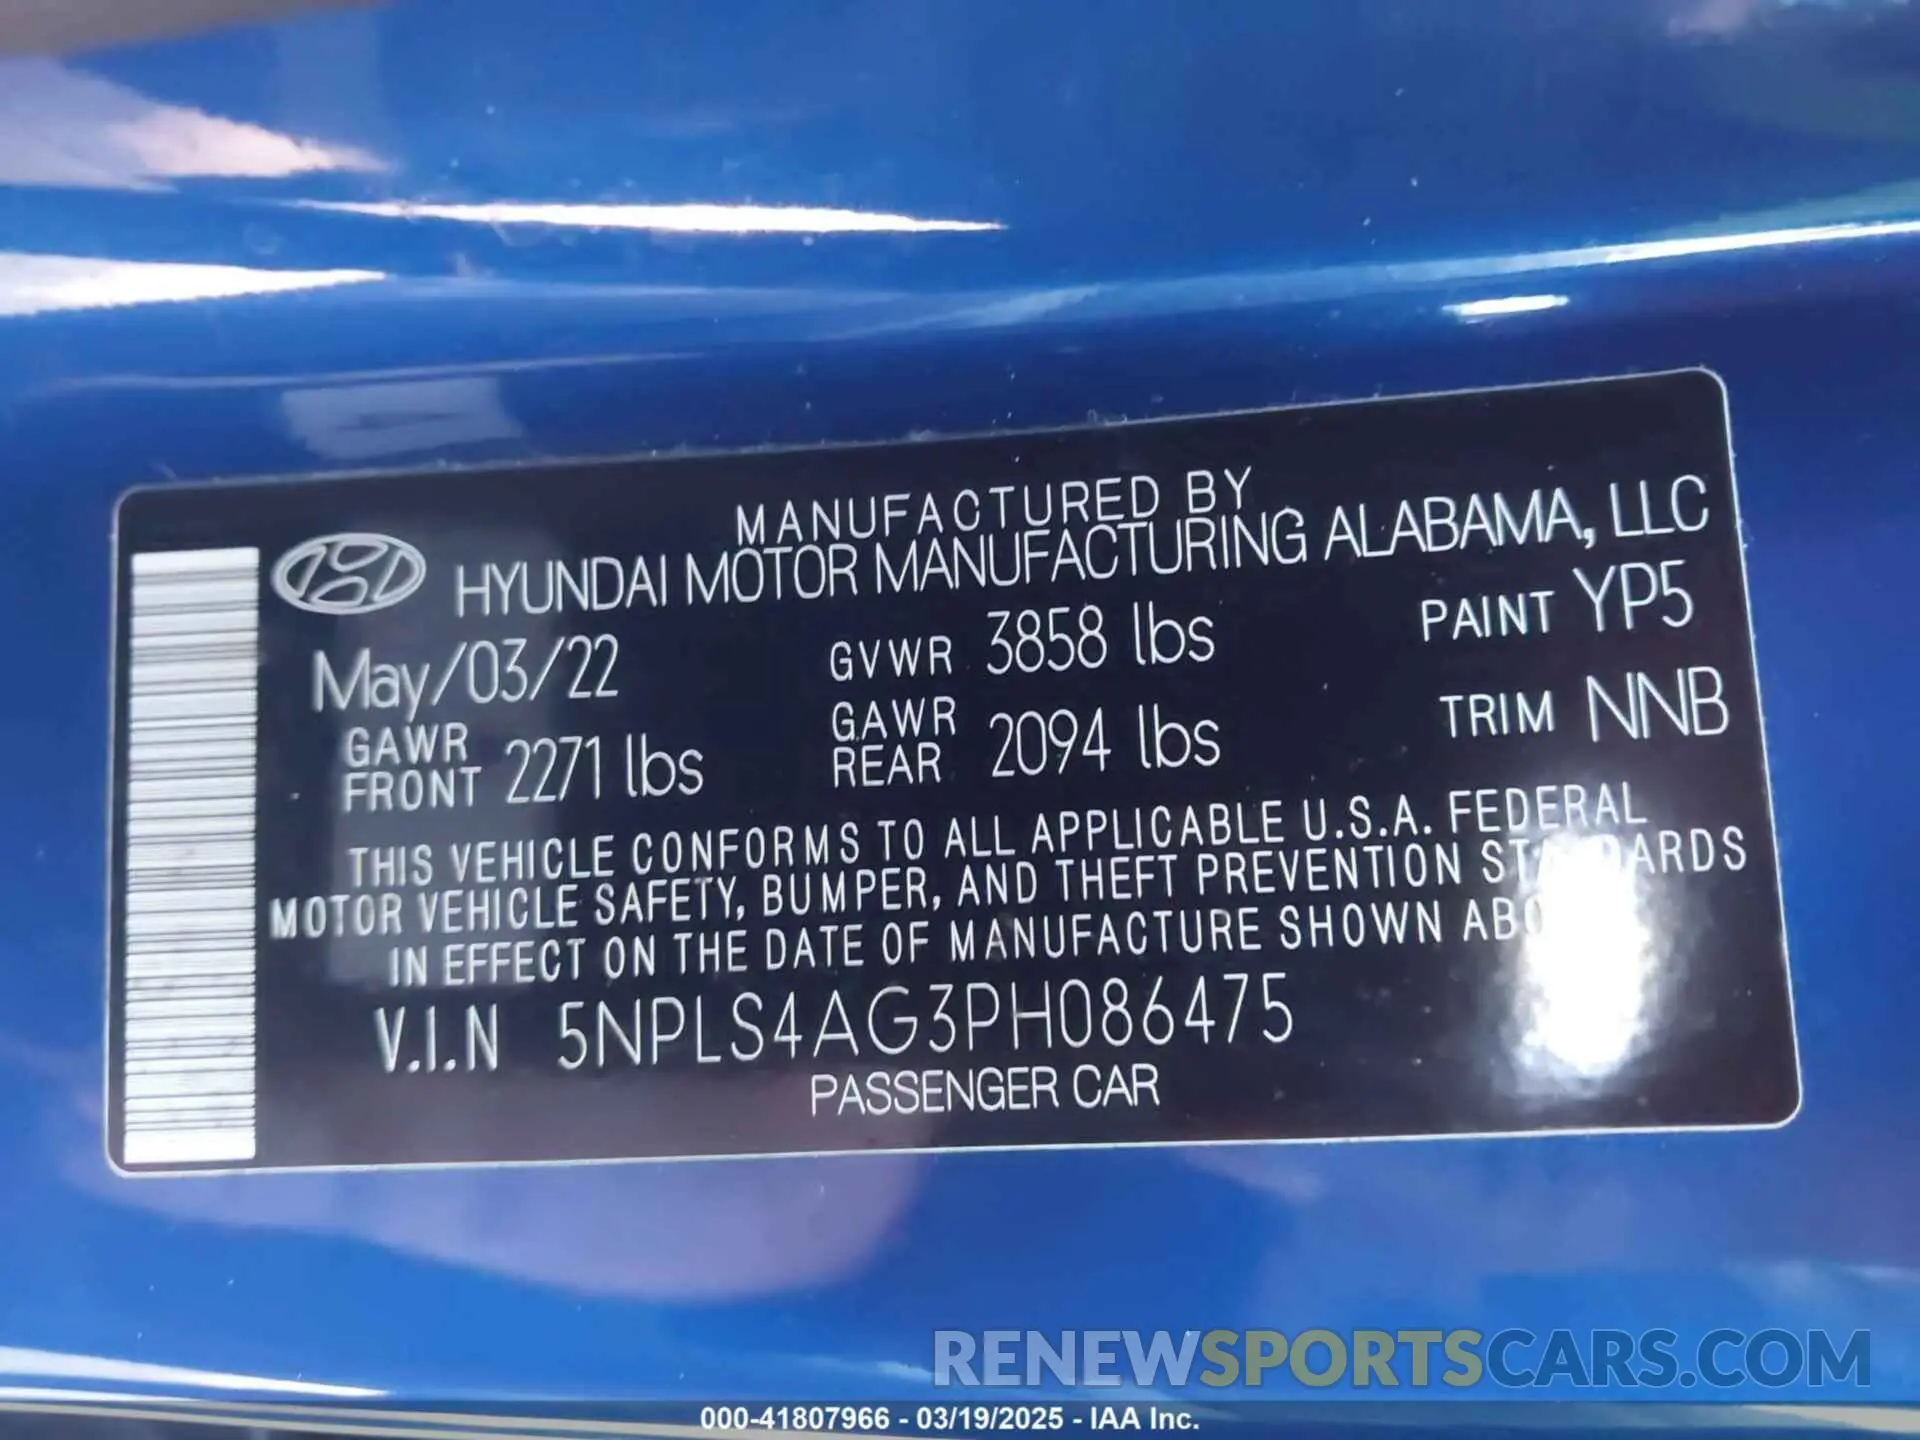 MANUFACTURED BY
HYUNDAI MOTOR MANUFACTURING ALABAMA, LLC
May/03/22 GVWR 3858 lbs PAINT YP5
GAWR FRONT 2271 lbs GAWR REAR 2094 lbs TRIM NNB
THIS VEHICLE CONFORMS TO ALL APPLICABLE U.S.A. FEDERAL
MOTOR VEHICLE SAFETY, BUMPER, AND THEFT PREVENTION STANDARDS
IN EFFECT ON THE DATE OF MANUFACTURE SHOWN
V.I.N 5NPLS4AG3PH086475
PASSENGER CAR
RENEWSPORTSCARS.COM
000-41807966 - 03/19/2025 - IAA Inc.